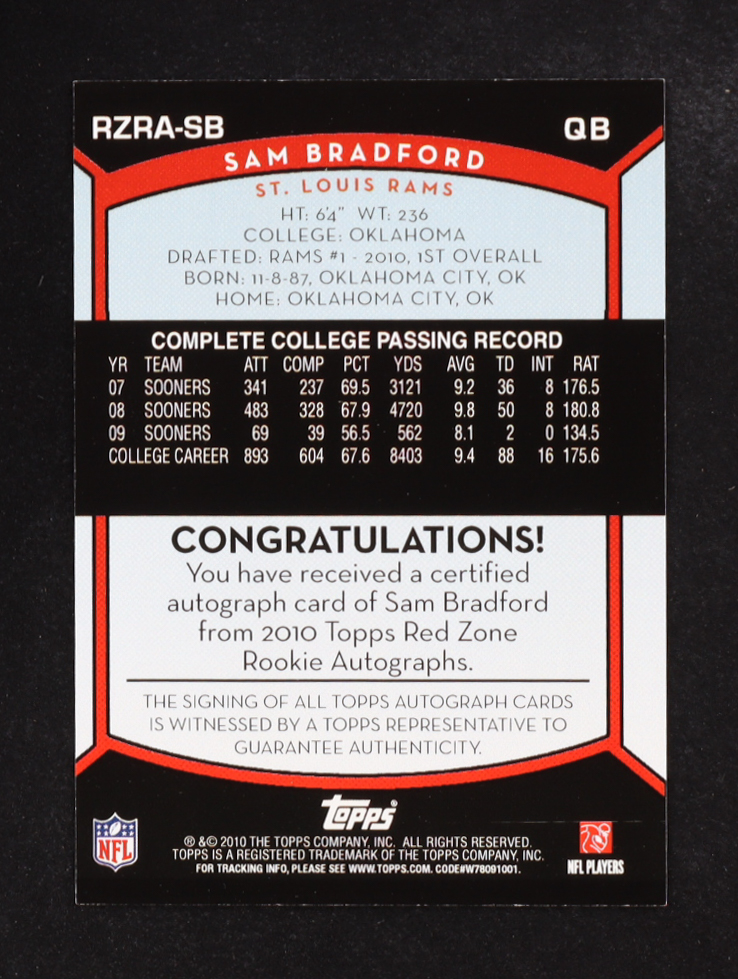 RZRA-SB QB
SAM BRADFORD
ST. LOUIS RAMS
HT: 6'4" WT: 236
COLLEGE: OKLAHOMA
DRAFTED: RAMS #1 - 2010, 1ST OVERALL
BORN: 11-8-87, OKLAHOMA CITY, OK
HOME: OKLAHOMA CITY, OK
COMPLETE COLLEGE PASSING RECORD
YR TEAM ATT COMP PCT YDS AVG TD INT RAT
07 SOONERS 341 237 69.5 3121 9.2 36 8 176.5
08 SOONERS 483 328 67.9 4720 9.8 50 8 180.8
09 SOONERS 69 39 56.5 562 8.1 2 0 134.5
COLLEGE CAREER 893 604 67.6 8403 9.4 88 16 175.6
CONGRATULATIONS!
You have received a certified
autograph card of Sam Bradford
from 2010 Topps Red Zone
Rookie Autographs.
THE SIGNING OF ALL TOPPS AUTOGRAPH CARDS
IS WITNESSED BY A TOPPS REPRESENTATIVE TO
GUARANTEE AUTHENTICITY.
Topps®
NFL
® &© 2010 THE TOPPS COMPANY, INC. ALL RIGHTS RESERVED.
TOPPS IS A REGISTERED TRADEMARK OF THE TOPPS COMPANY, INC.
FOR TRACKING INFO, PLEASE SEE WWW.TOPPS.COM. CODE#W78091001.
NFL PLAYERS